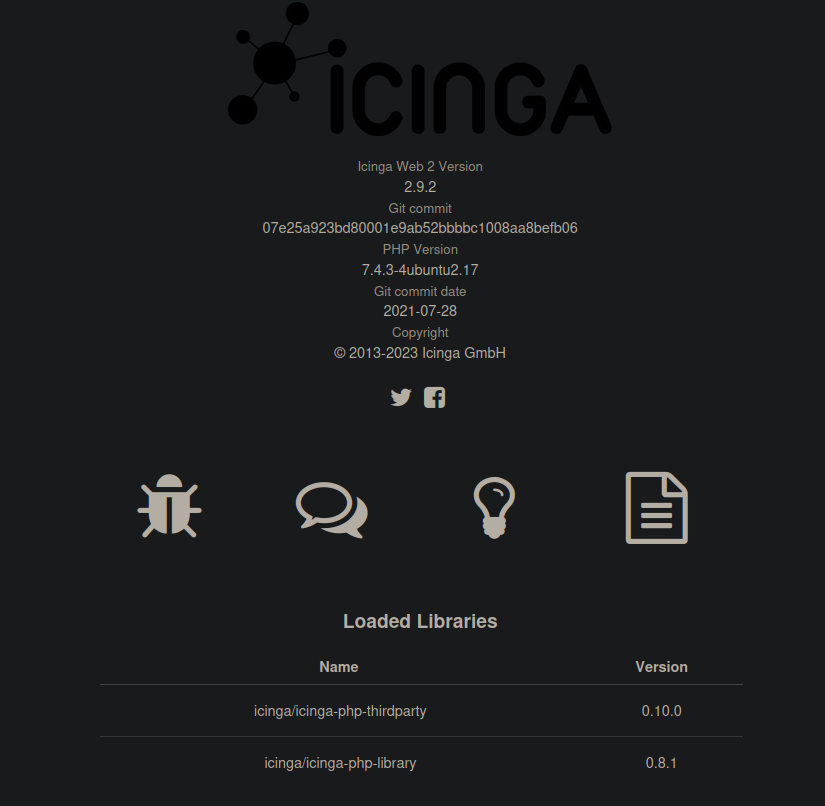 ICINGA
Icinga Web 2 Version
2.9.2
Git commit
07e25a923bd80001e9ab52bbbbc1008aa8befb06
PHP Version
7.4.3-4ubuntu2.17
Git commit date
2021-07-28
Copyright
© 2013-2023 Icinga GmbH
Loaded Libraries
Name Version
icinga/icinga-php-thirdparty 0.10.0
icinga/icinga-php-library 0.8.1